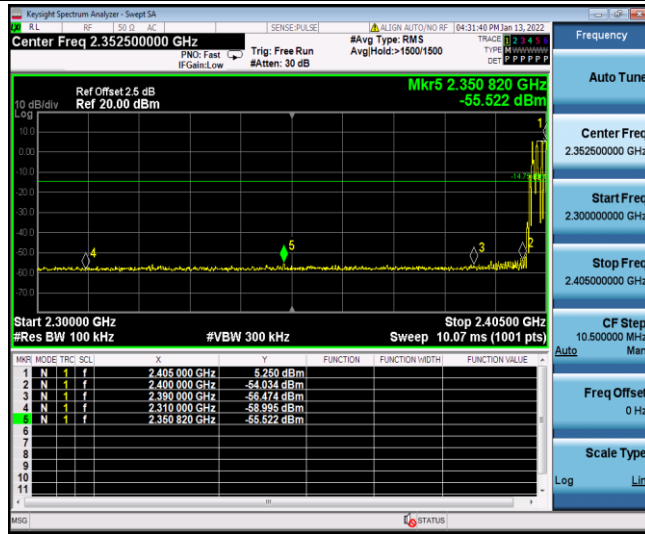 Keysight Spectrum Analyzer - Swept SA
RL RF 50 Ω AC SENSE:PULSE ALIGN AUTO/NO RF 04:31:40 PM Jan 13, 2022
Center Freq 2.352500000 GHz
PNO: Fast
IFGain:Low
Trig: Free Run
#Atten: 30 dB
#Avg Type: RMS
Avg|Hold:>1500/1500
TRACE 1 2 3 4 5 6
TYPE M
DET P P P P P P
Frequency
Ref Offset 2.5 dB
10 dB/div Ref 20.00 dBm
Log
Mkr5 2.350 820 GHz
-55.522 dBm
10.0
0.00
-10.0
-20.0
-30.0
-40.0
-50.0
-60.0
-70.0
1
2
3
4
5
Start 2.30000 GHz Stop 2.40500 GHz
#Res BW 100 kHz #VBW 300 kHz Sweep 10.07 ms (1001 pts)
MKR MODE TRC SCL X Y FUNCTION FUNCTION WIDTH FUNCTION VALUE
1 N 1 f 2.405 000 GHz 5.250 dBm
2 N 1 f 2.400 000 GHz -54.034 dBm
3 N 1 f 2.390 000 GHz -56.474 dBm
4 N 1 f 2.310 000 GHz -58.995 dBm
5 N 1 f 2.350 820 GHz -55.522 dBm
6
7
8
9
10
11
MSG STATUS
Auto Tune
Center Freq
2.352500000 GHz
Start Freq
2.300000000 GHz
Stop Freq
2.405000000 GHz
CF Step
10.500000 MHz
Auto Man
Freq Offset
0 Hz
Scale Type
Log Lin